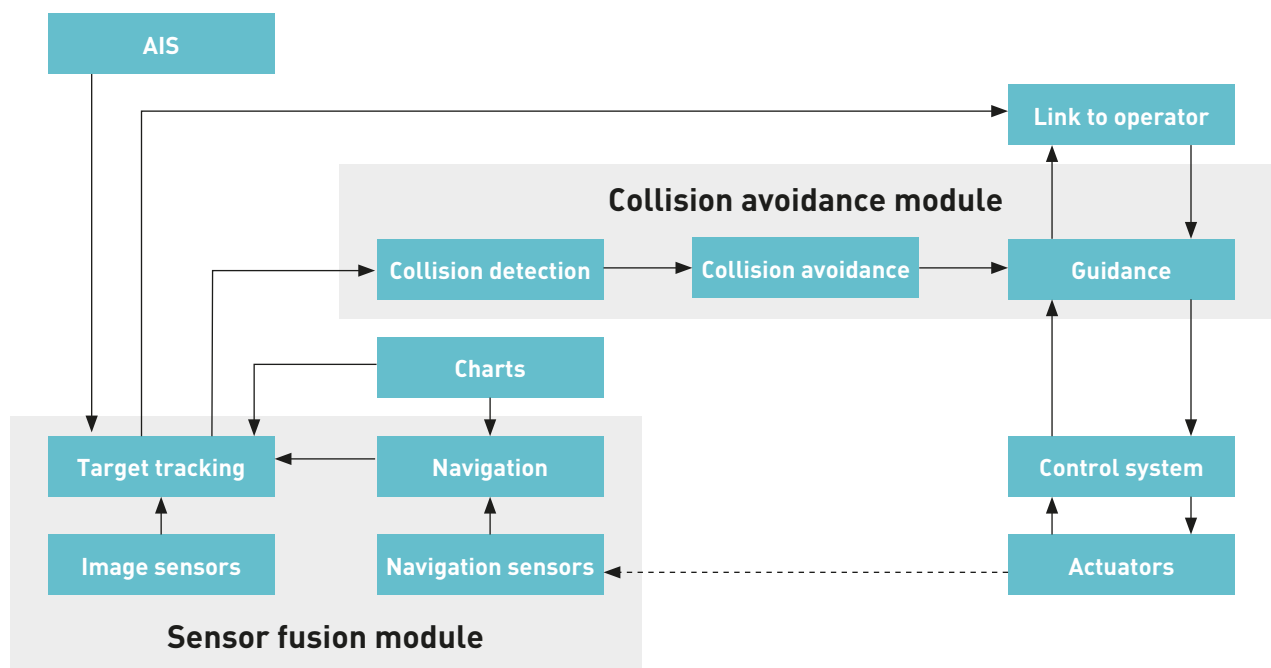 AIS
Link to operator
Collision avoidance module
Collision detection
Collision avoidance
Guidance
Charts
Target tracking
Navigation
Control system
Image sensors
Navigation sensors
Actuators
Sensor fusion module